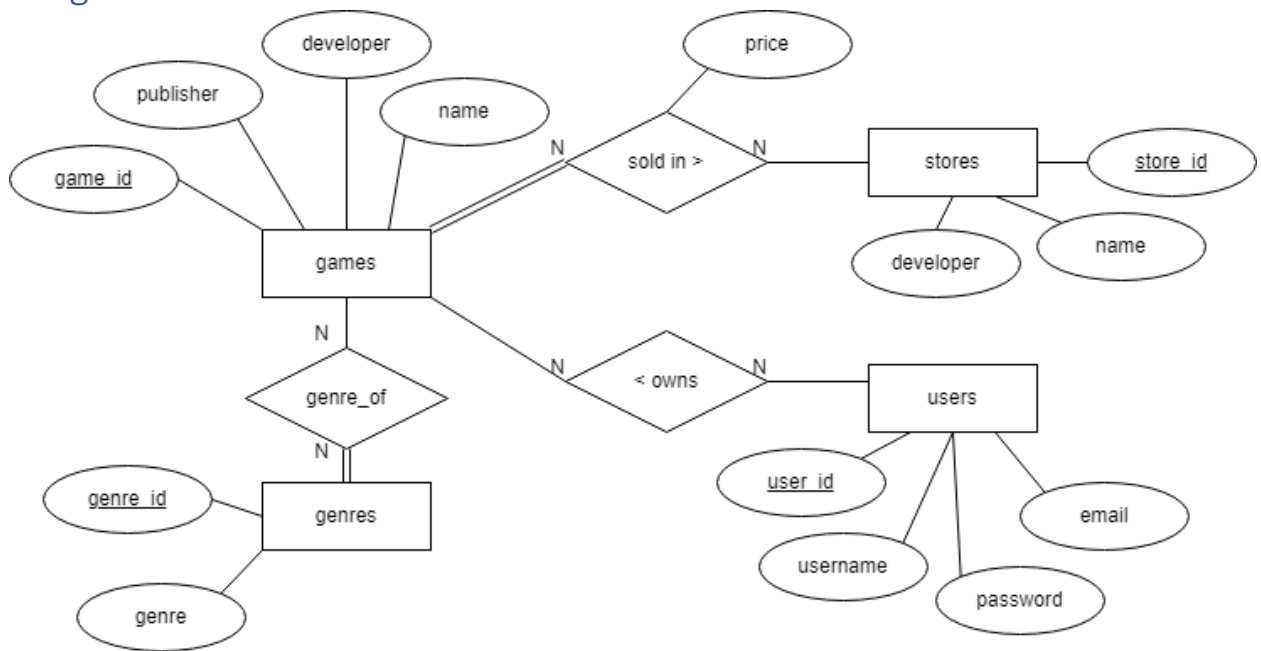 developer
price
publisher
name
N
N
game_id
sold in >
stores
store_id
games
developer
name
N
N
N
genre_of
< owns
users
N
genre_id
user_id
genres
email
username
password
genre